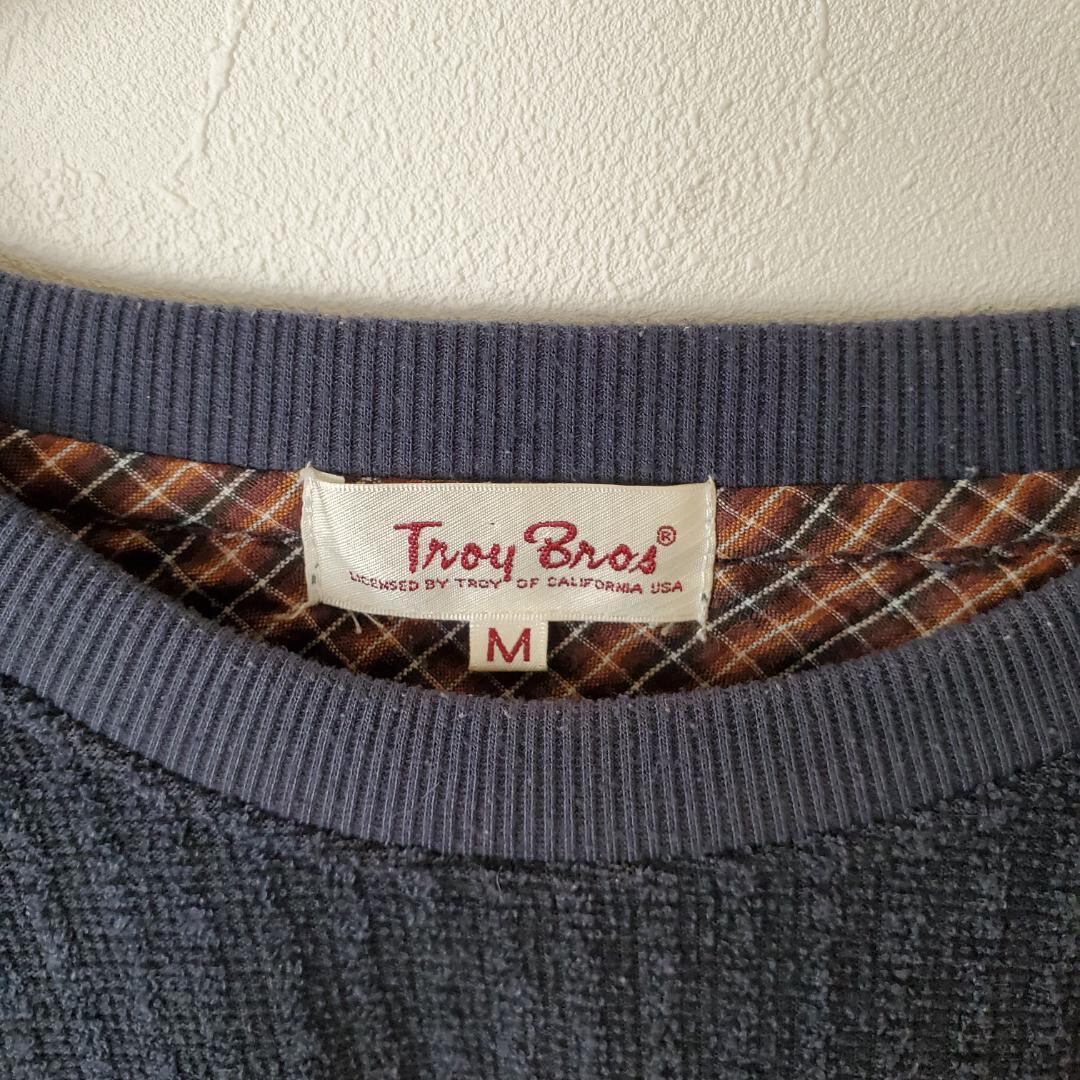 Troy Bros®
LICENSED BY TROY OF CALIFORNIA USA
M